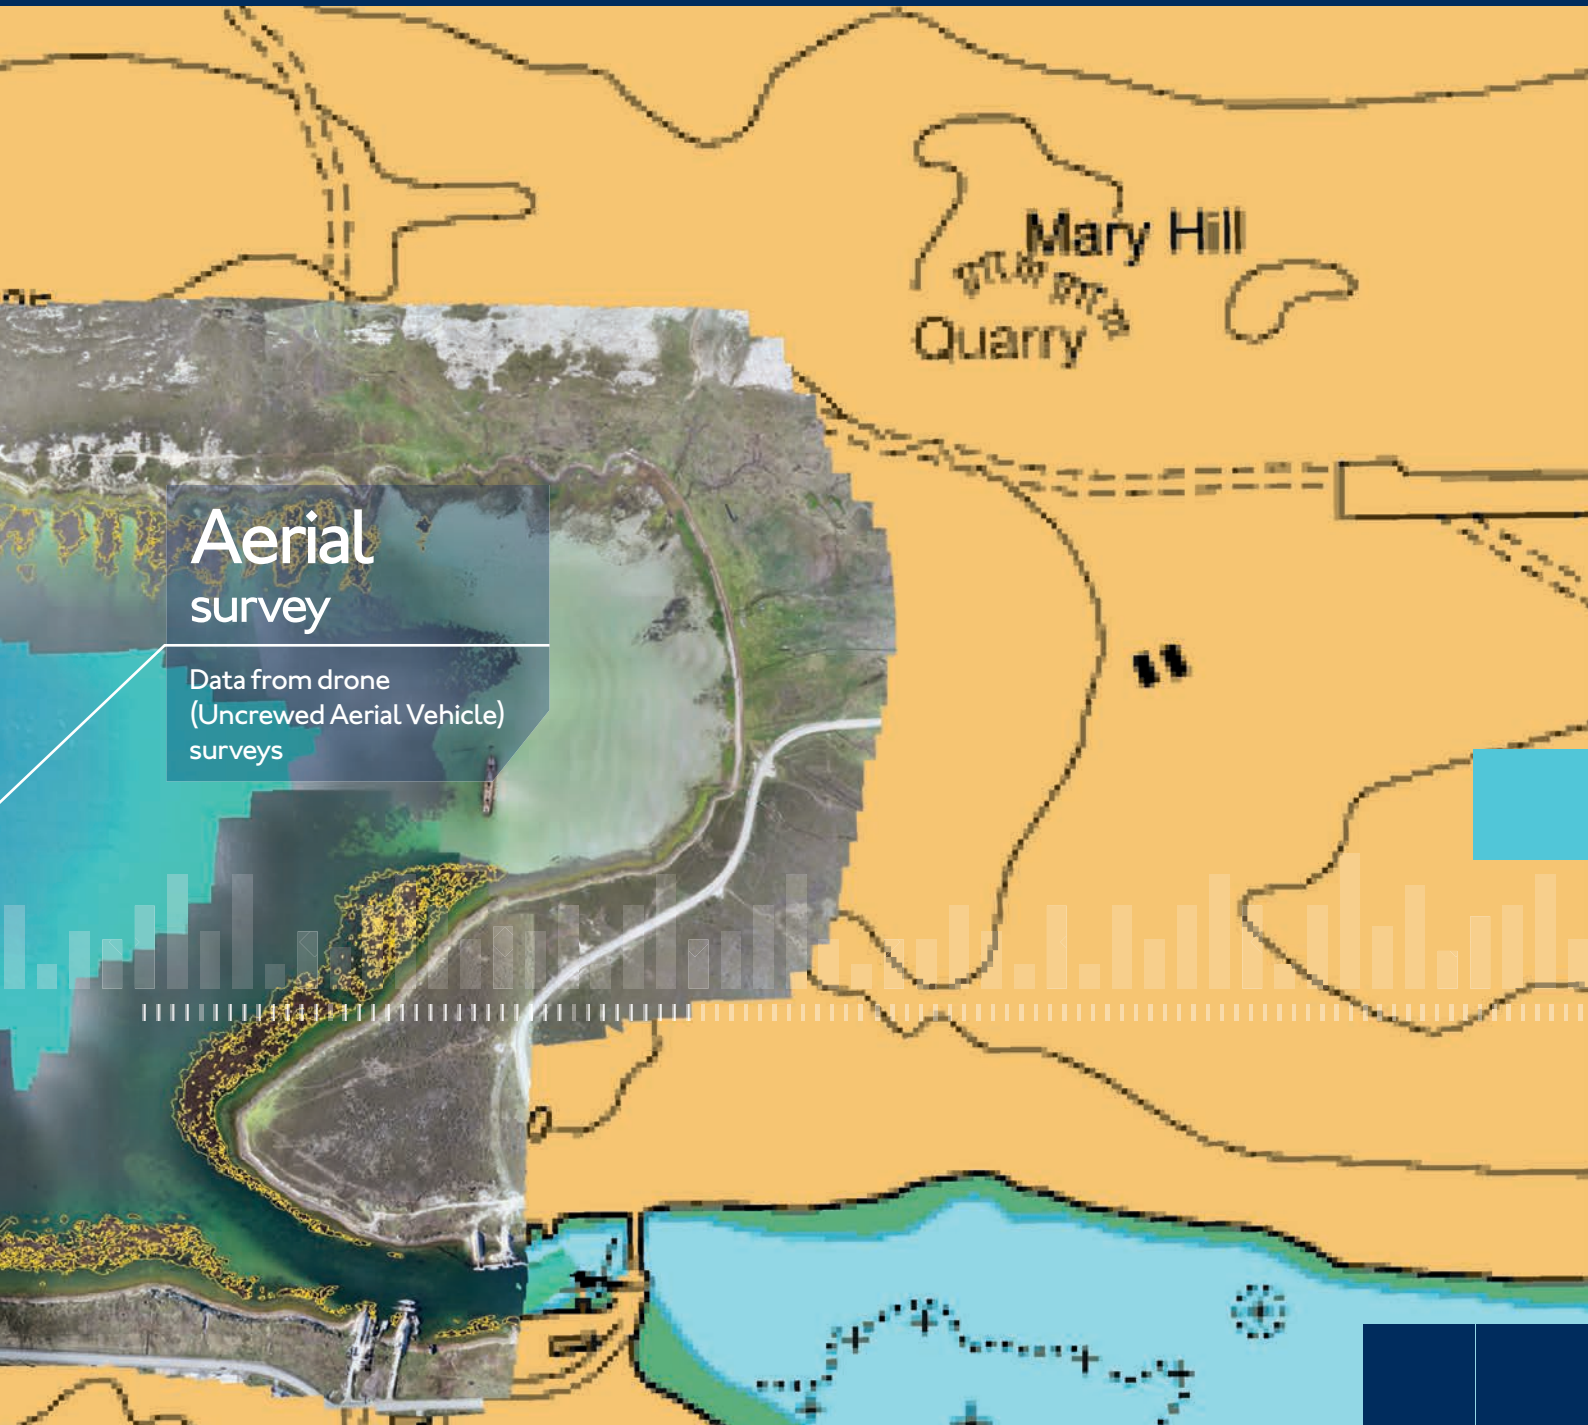 Mary Hill
Quarry
Aerial
survey
Data from drone
(Uncrewed Aerial Vehicle)
surveys